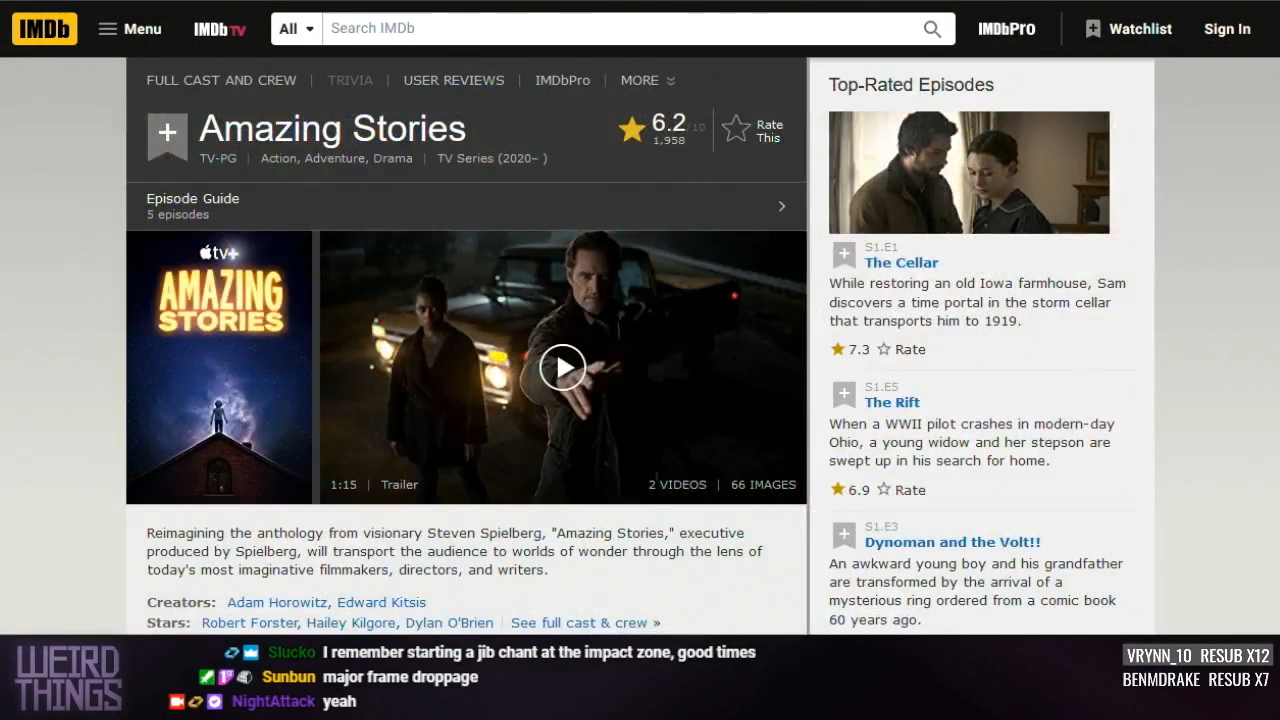 IMDb Menu IMDb TV All Search IMDb IMDbPro Watchlist Sign In
FULL CAST AND CREW | TRIVIA | USER REVIEWS | IMDbPro | MORE
Amazing Stories
TV-PG | Action, Adventure, Drama | TV Series (2020– )
6.2/10
1,958
Rate
This
Episode Guide
5 episodes
tv+
AMAZING
STORIES
1:15 | Trailer
2 VIDEOS | 66 IMAGES
Reimagining the anthology from visionary Steven Spielberg, "Amazing Stories," executive
produced by Spielberg, will transport the audience to worlds of wonder through the lens of
today's most imaginative filmmakers, directors, and writers.
Creators: Adam Horowitz, Edward Kitsis
Stars: Robert Forster, Hailey Kilgore, Dylan O'Brien | See full cast & crew »
Top-Rated Episodes
S1.E1
The Cellar
While restoring an old Iowa farmhouse, Sam
discovers a time portal in the storm cellar
that transports him to 1919.
7.3 Rate
S1.E5
The Rift
When a WWII pilot crashes in modern-day
Ohio, a young widow and her stepson are
swept up in his search for home.
6.9 Rate
S1.E3
Dynoman and the Volt!!
An awkward young boy and his grandfather
are transformed by the arrival of a
mysterious ring ordered from a comic book
60 years ago.
WEIRD
THINGS
Slucko I remember starting a jib chant at the impact zone, good times
Sunbun major frame droppage
NightAttack yeah
VRYNN_10 RESUB X12
BENMDRAKE RESUB X7